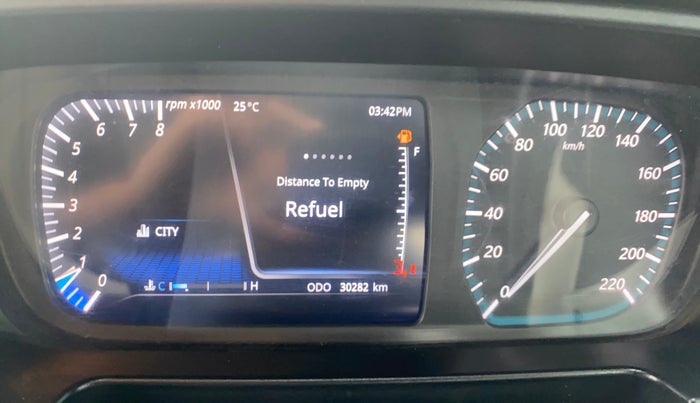 rpm x1000 25°C 03:42PM
0 1 2 3 4 5 6 7 8
F
Distance To Empty
Refuel
CITY
C H
ODO 30282 km
0 20 40 60 80 100 120 140 160 180 200 220
km/h